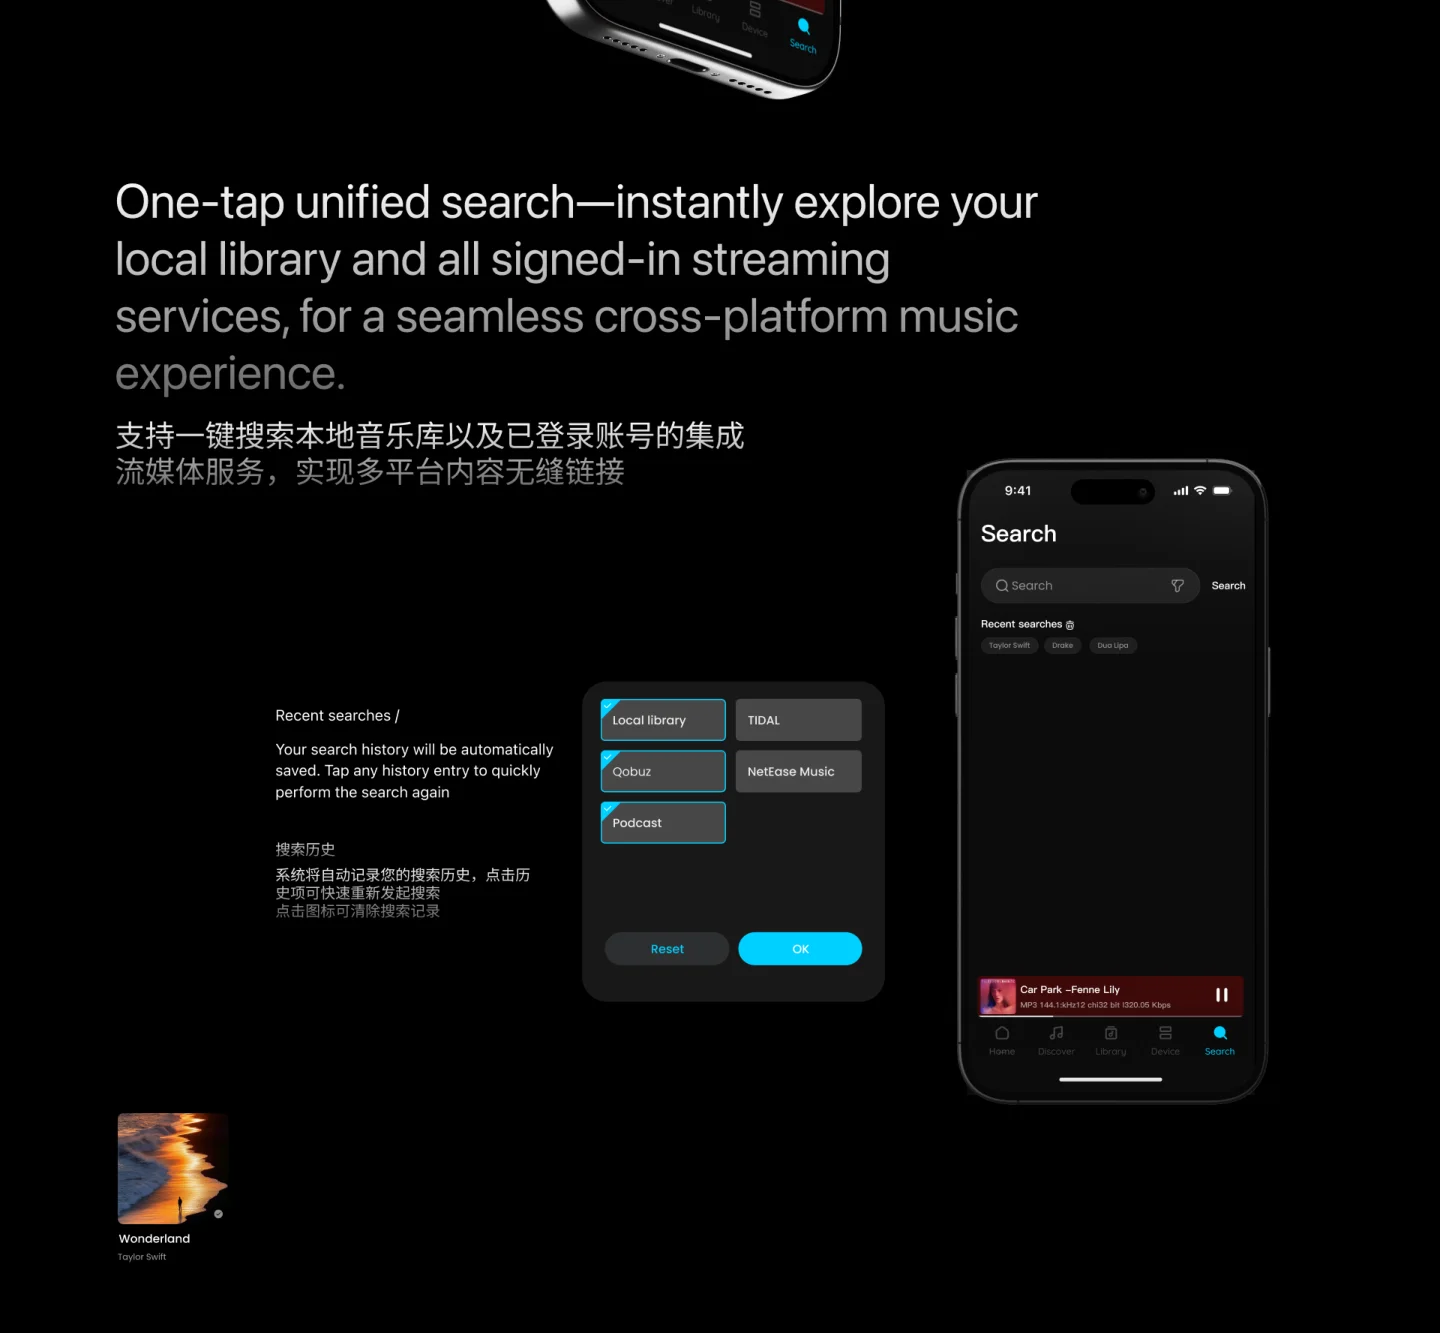 Library
Device
Search
One-tap unified search—instantly explore your
local library and all signed-in streaming
services, for a seamless cross-platform music
experience.
支持一键搜索本地音乐库以及已登录账号的集成
流媒体服务，实现多平台内容无缝链接
9:41
Search
Search
Search
Recent searches
Taylor Swift
Drake
Dua Lipa
Recent searches /
Your search history will be automatically
saved. Tap any history entry to quickly
perform the search again
搜索历史
系统将自动记录您的搜索历史，点击历
史项可快速重新发起搜索
点击图标可清除搜索记录
Local library
TIDAL
Qobuz
NetEase Music
Podcast
Reset
OK
Car Park -Fenne Lily
MP3 144.1:kHz12 chi32 bit I320.05 Kbps
Home
Discover
Library
Device
Search
Wonderland
Taylor Swift